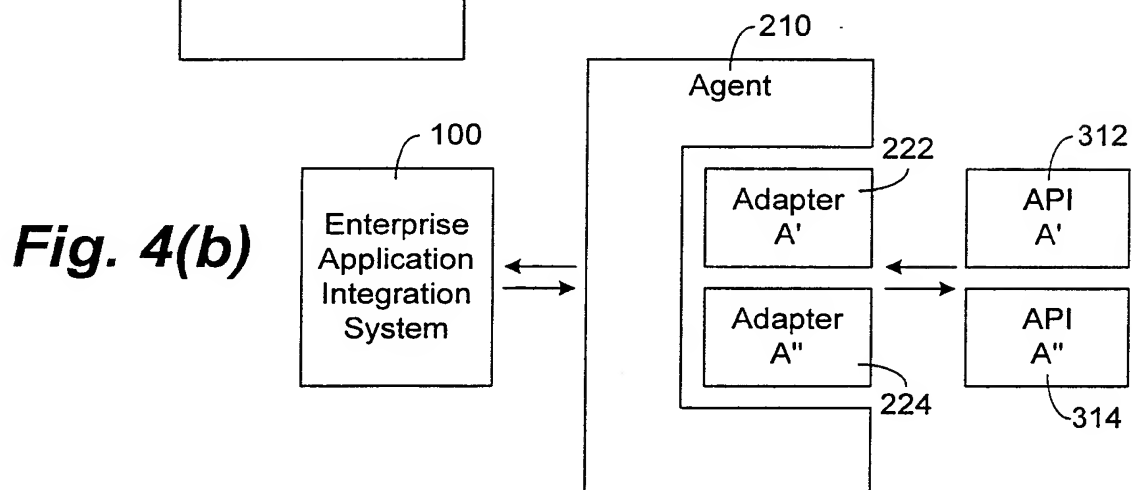 210
Agent
100
222
312
Fig. 4(b)
Enterprise
Application
Integration
System
Adapter
A'
API
A'
Adapter
A"
API
A"
224
314